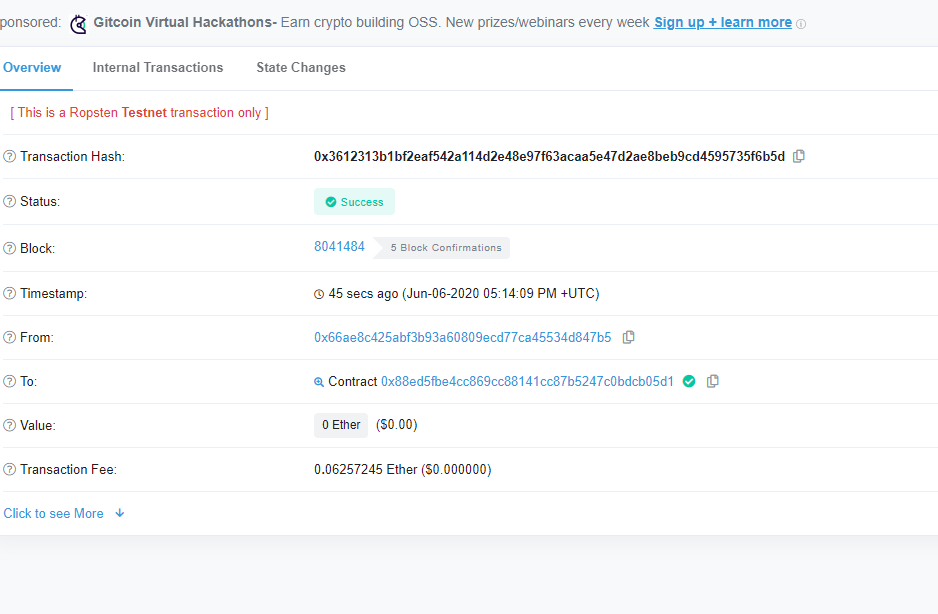 ponsored: Gitcoin Virtual Hackathons- Earn crypto building OSS. New prizes/webinars every week Sign up + learn more
Overview Internal Transactions State Changes
[ This is a Ropsten Testnet transaction only ]
Transaction Hash: 0x3612313b1bf2eaf542a114d2e48e97f63acaa5e47d2ae8beb9cd4595735f6b5d
Status: Success
Block: 8041484 5 Block Confirmations
Timestamp: 45 secs ago (Jun-06-2020 05:14:09 PM +UTC)
From: 0x66ae8c425abf3b93a60809ecd77ca45534d847b5
To: Contract 0x88ed5fbe4cc869cc88141cc87b5247c0bdcb05d1
Value: 0 Ether ($0.00)
Transaction Fee: 0.06257245 Ether ($0.000000)
Click to see More